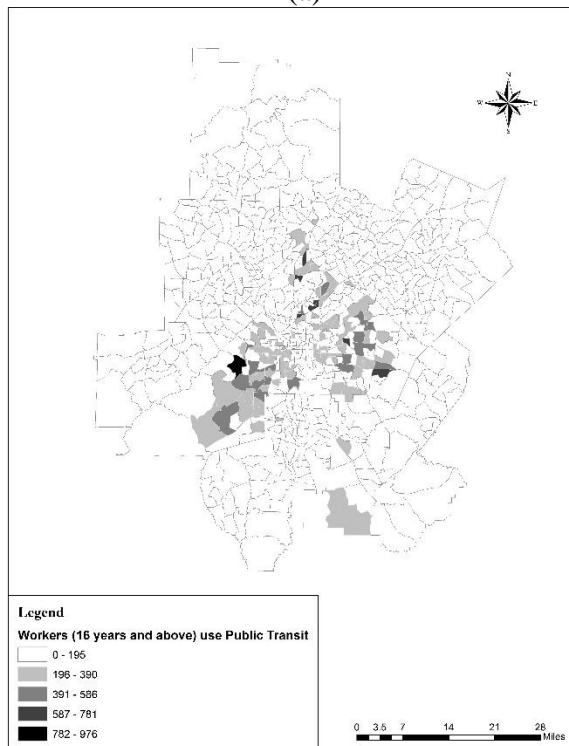 N
W E
S
Legend
Workers (16 years and above) use Public Transit
0 - 195
196 - 390
391 - 586
587 - 781
782 - 976
0 3.5 7 14 21 28
Miles